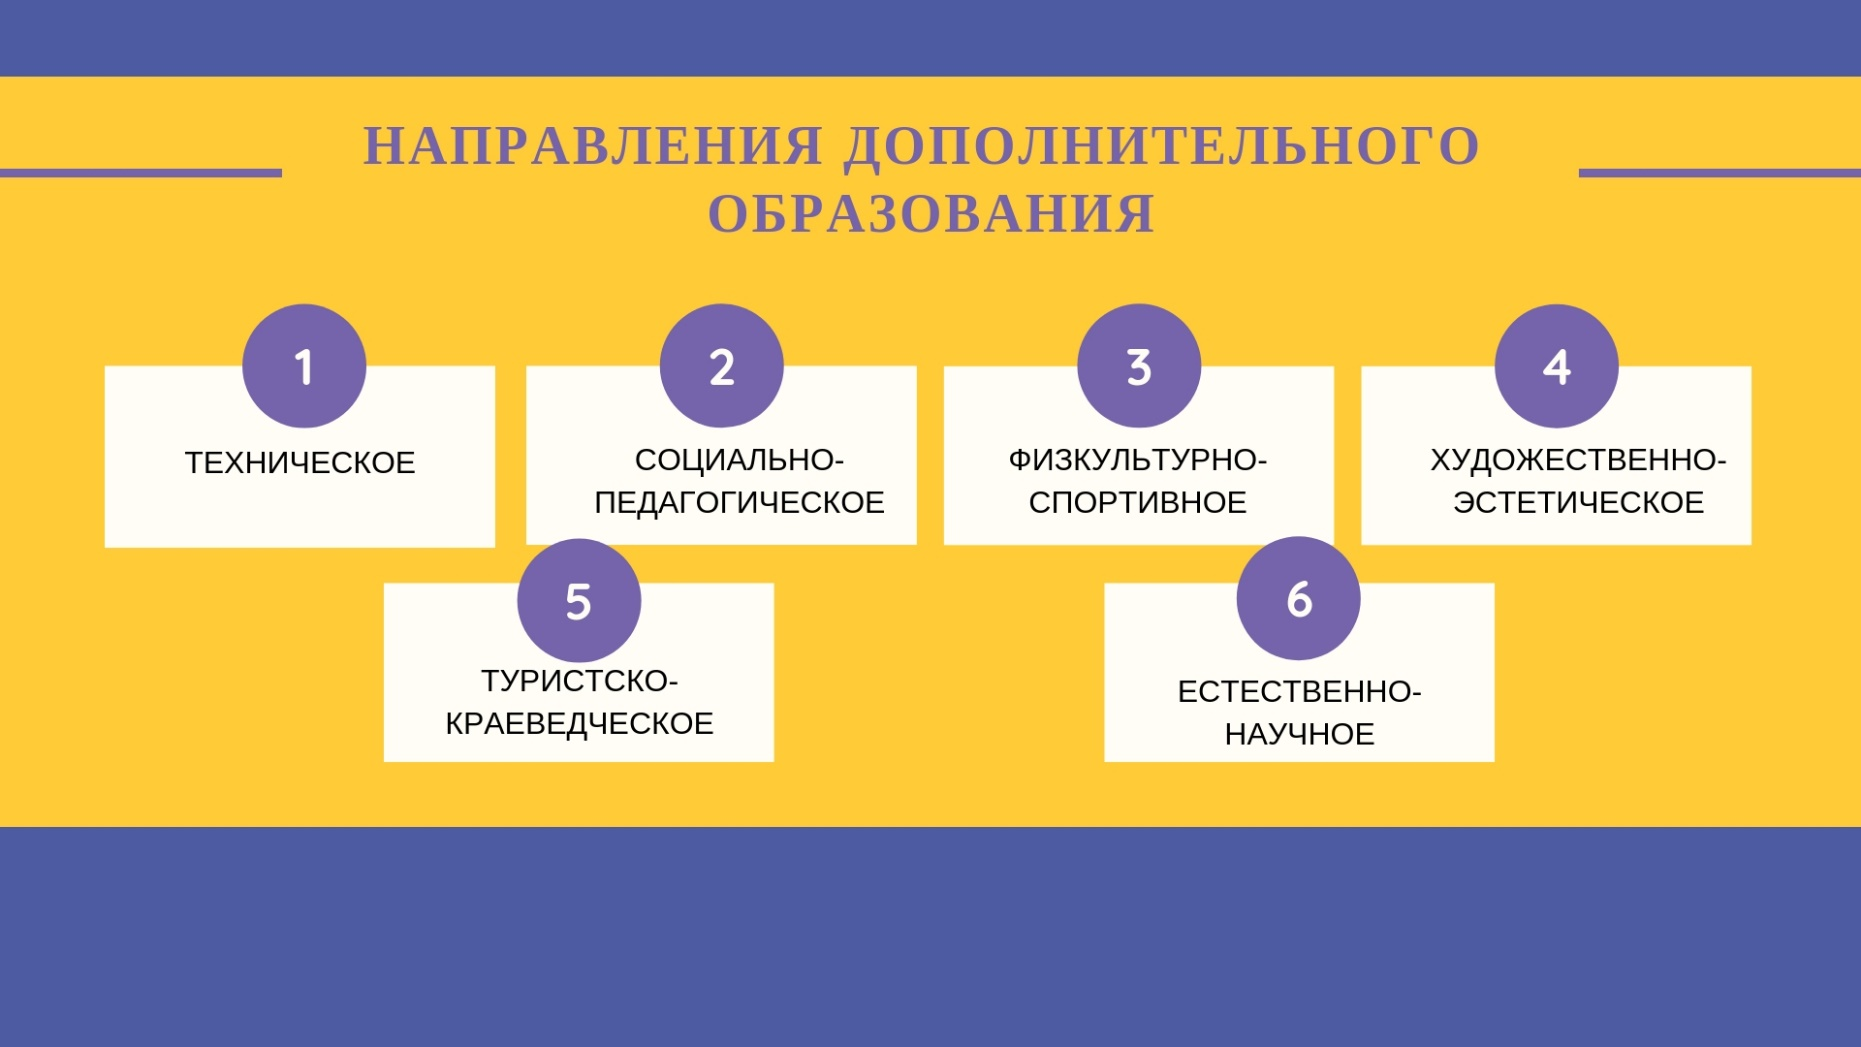 НАПРАВЛЕНИЯ ДОПОЛНИТЕЛЬНОГО
ОБРАЗОВАНИЯ
1
ТЕХНИЧЕСКОЕ
2
СОЦИАЛЬНО-
ПЕДАГОГИЧЕСКОЕ
3
ФИЗКУЛЬТУРНО-
СПОРТИВНОЕ
4
ХУДОЖЕСТВЕННО-
ЭСТЕТИЧЕСКОЕ
5
ТУРИСТСКО-
КРАЕВЕДЧЕСКОЕ
6
ЕСТЕСТВЕННО-
НАУЧНОЕ